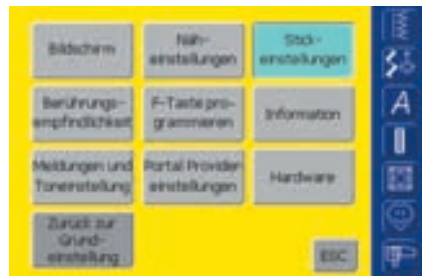 Bildschirm
Näh-
einstellungen
Stick-
einstellungen
Berührungs-
empfindlichkeit
F-Taste pro-
grammieren
Information
Meldungen und
Toneinstellung
Portal Provider
einstellungen
Hardware
Zurück zur
Grund-
einstellung
ESC
A